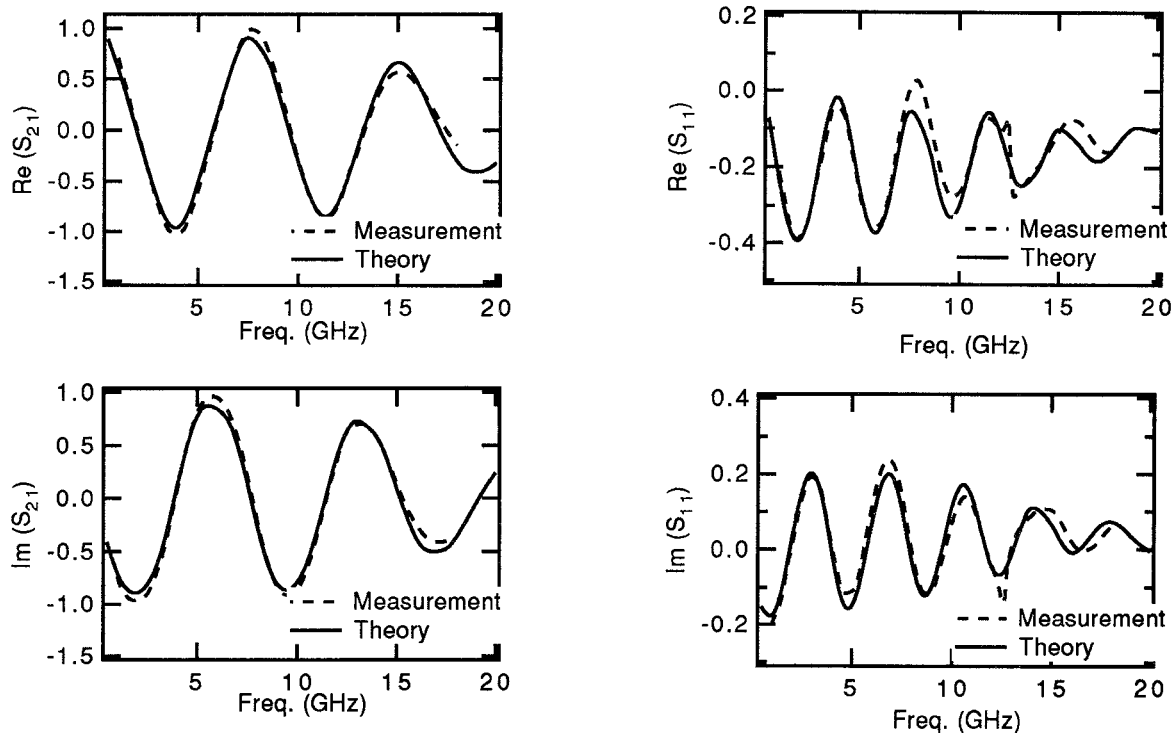 1.0
0.5
0.0
-0.5
-1.0
-1.5
Re (S21)
Measurement
Theory
5 10 15 20
Freq. (GHz)
0.2
0.0
-0.2
-0.4
Re (S11)
Measurement
Theory
5 10 15 20
Freq. (GHz)
1.0
0.5
0.0
-0.5
-1.0
-1.5
Im (S21)
Measurement
Theory
5 10 15 20
Freq. (GHz)
0.4
0.2
0.0
-0.2
Im (S11)
Measurement
Theory
5 10 15 20
Freq. (GHz)